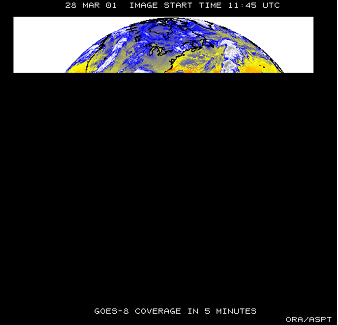 28 MAR 01 IMAGE START TIME 11:45 UTC
GOES-8 COVERAGE IN 5 MINUTES
ORA/ASPT